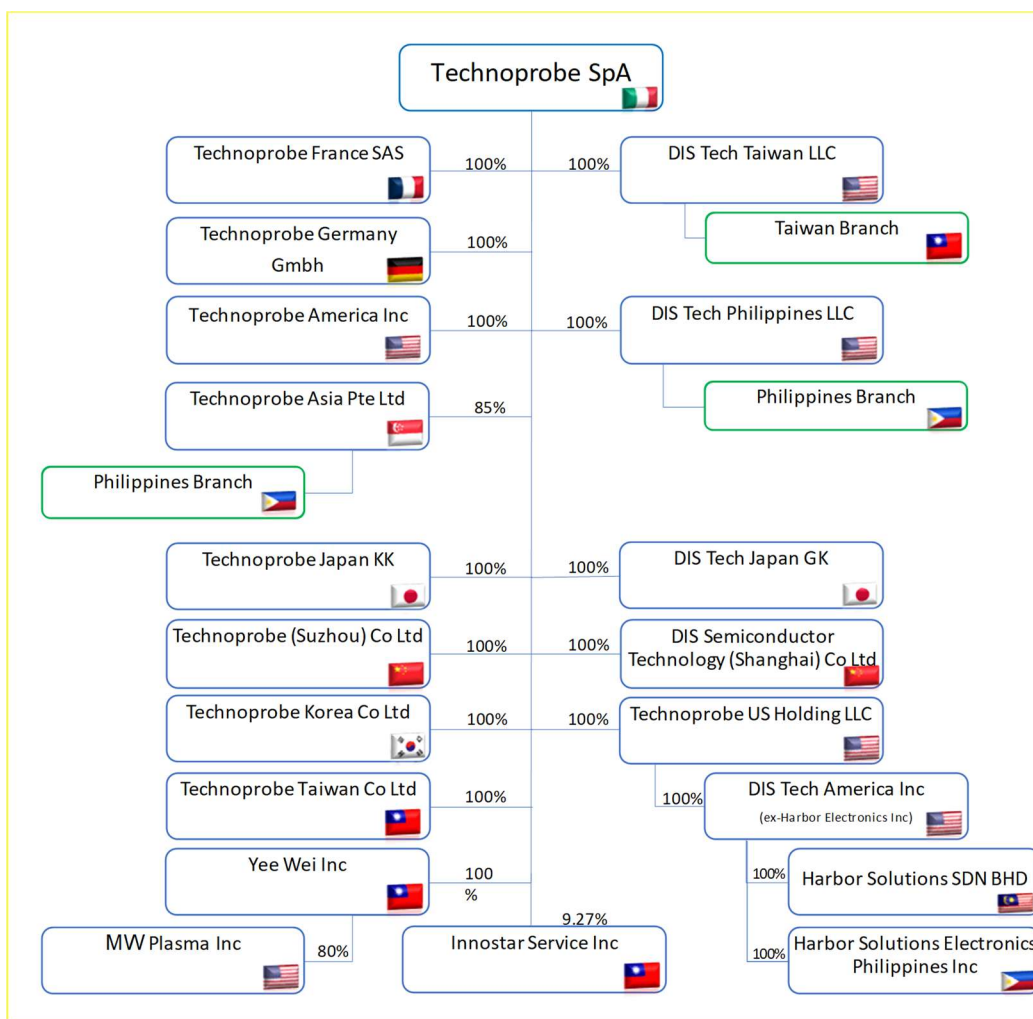 Technoprobe SpA
Technoprobe France SAS
100%
100%
DIS Tech Taiwan LLC
Taiwan Branch
Technoprobe Germany
Gmbh
100%
Technoprobe America Inc
100%
100%
DIS Tech Philippines LLC
Philippines Branch
Technoprobe Asia Pte Ltd
85%
Philippines Branch
Technoprobe Japan KK
100%
100%
DIS Tech Japan GK
Technoprobe (Suzhou) Co Ltd
100%
100%
DIS Semiconductor
Technology (Shanghai) Co Ltd
Technoprobe Korea Co Ltd
100%
100%
Technoprobe US Holding LLC
Technoprobe Taiwan Co Ltd
100%
100%
DIS Tech America Inc
(ex-Harbor Electronics Inc)
Yee Wei Inc
100
%
100%
Harbor Solutions SDN BHD
MW Plasma Inc
80%
9.27%
Innostar Service Inc
100%
Harbor Solutions Electronics
Philippines Inc